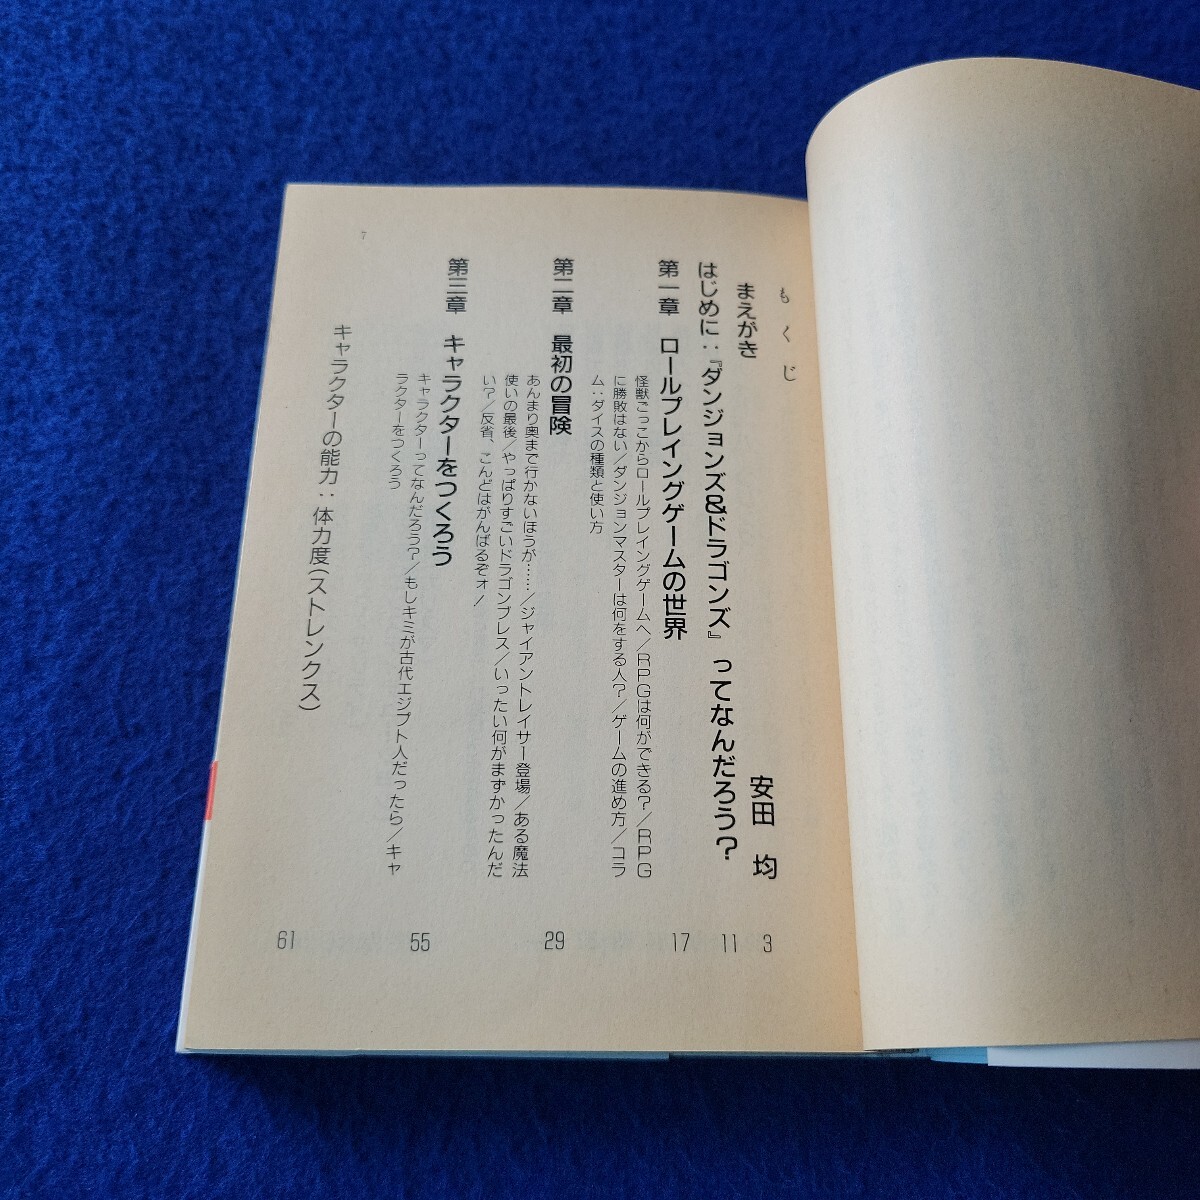 もくじ
まえがき　安田　均　3
はじめに：『ダンジョンズ&ドラゴンズ』ってなんだろう？　11
第一章　ロールプレイングゲームの世界　17
怪獣ごっこからロールプレイングゲームへ／RPGは何ができる？／RPG
に勝敗はない／ダンジョンマスターは何をする人？／ゲームの進め方／コラ
ム：ダイスの種類と使い方
第二章　最初の冒険　29
あんまり奥まで行かないほうが……／ジャイアントレイサー登場／ある魔法
使いの最後／やっぱりすごいドラゴンブレス／いったい何がまずかったんだ
い？／反省、こんどはがんばるぞォ！
第三章　キャラクターをつくろう　55
キャラクターってなんだろう？／もしキミが古代エジプト人だったら／キャ
ラクターをつくろう
キャラクターの能力：体力度（ストレンクス）　61
7